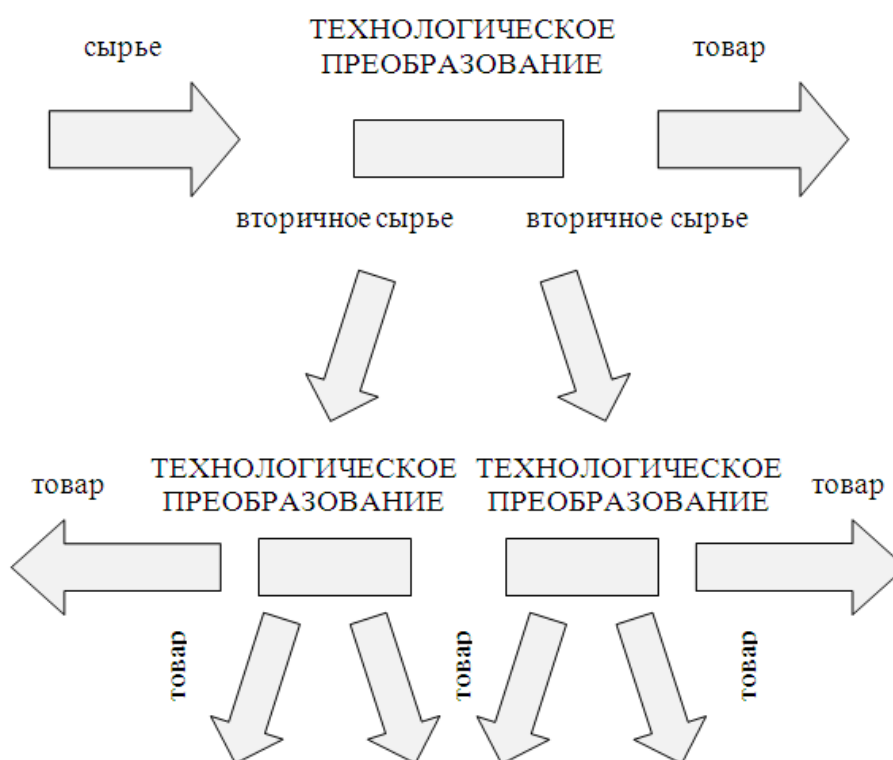 сырье
ТЕХНОЛОГИЧЕСКОЕ
ПРЕОБРАЗОВАНИЕ
товар
вторичное сырье
вторичное сырье
товар
ТЕХНОЛОГИЧЕСКОЕ
ПРЕОБРАЗОВАНИЕ
ТЕХНОЛОГИЧЕСКОЕ
ПРЕОБРАЗОВАНИЕ
товар
товар
товар
товар